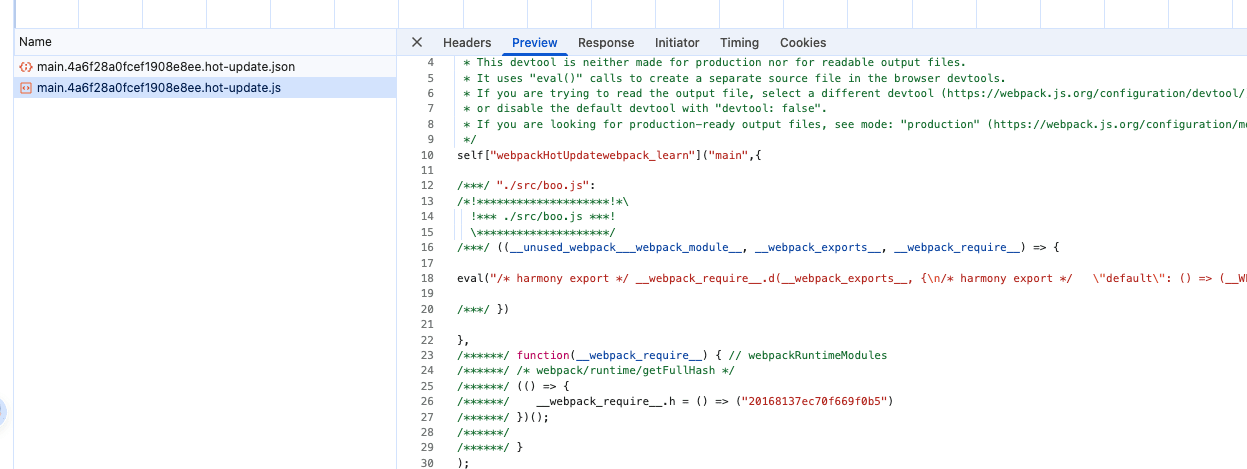 Name
main.4a6f28a0fcef1908e8ee.hot-update.json
main.4a6f28a0fcef1908e8ee.hot-update.js
Headers Preview Response Initiator Timing Cookies
4 * This devtool is neither made for production nor for readable output files.
5 * It uses "eval()" calls to create a separate source file in the browser devtools.
6 * If you are trying to read the output file, select a different devtool (https://webpack.js.org/configuration/devtool/
7 * or disable the default devtool with "devtool: false".
8 * If you are looking for production-ready output files, see mode: "production" (https://webpack.js.org/configuration/m
9 */
10 self["webpackHotUpdatewebpack_learn"]("main",{
11
12 /***/ "./src/boo.js":
13 /*!********************!*\
14 !*** ./src/boo.js ***!
15 \********************/
16 /***/ ((__unused_webpack___webpack_module__, __webpack_exports__, __webpack_require__) => {
17
18 eval("/* harmony export */ __webpack_require__.d(__webpack_exports__, {\n/* harmony export */   \"default\": () => (__W
19
20 /***/ })
21
22 },
23 /******/ function(__webpack_require__) { // webpackRuntimeModules
24 /******/ /* webpack/runtime/getFullHash */
25 /******/ (() => {
26 /******/ 	__webpack_require__.h = () => ("20168137ec70f669f0b5")
27 /******/ })();
28 /******/
29 /******/ }
30 );